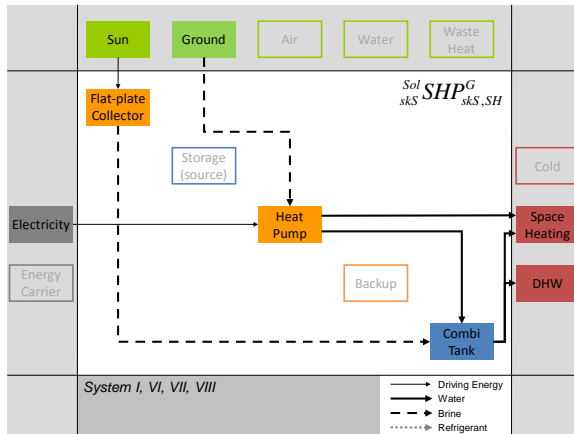 Sun
Ground
Air
Water
Waste
Heat
Flat-plate
Collector
Sol
skS SHP G
skS, SH
Storage
(source)
Cold
Electricity
Heat
Pump
Space
Heating
Energy
Carrier
Backup
DHW
Combi
Tank
System I, VI, VII, VIII
Driving Energy
Water
Brine
Refrigerant